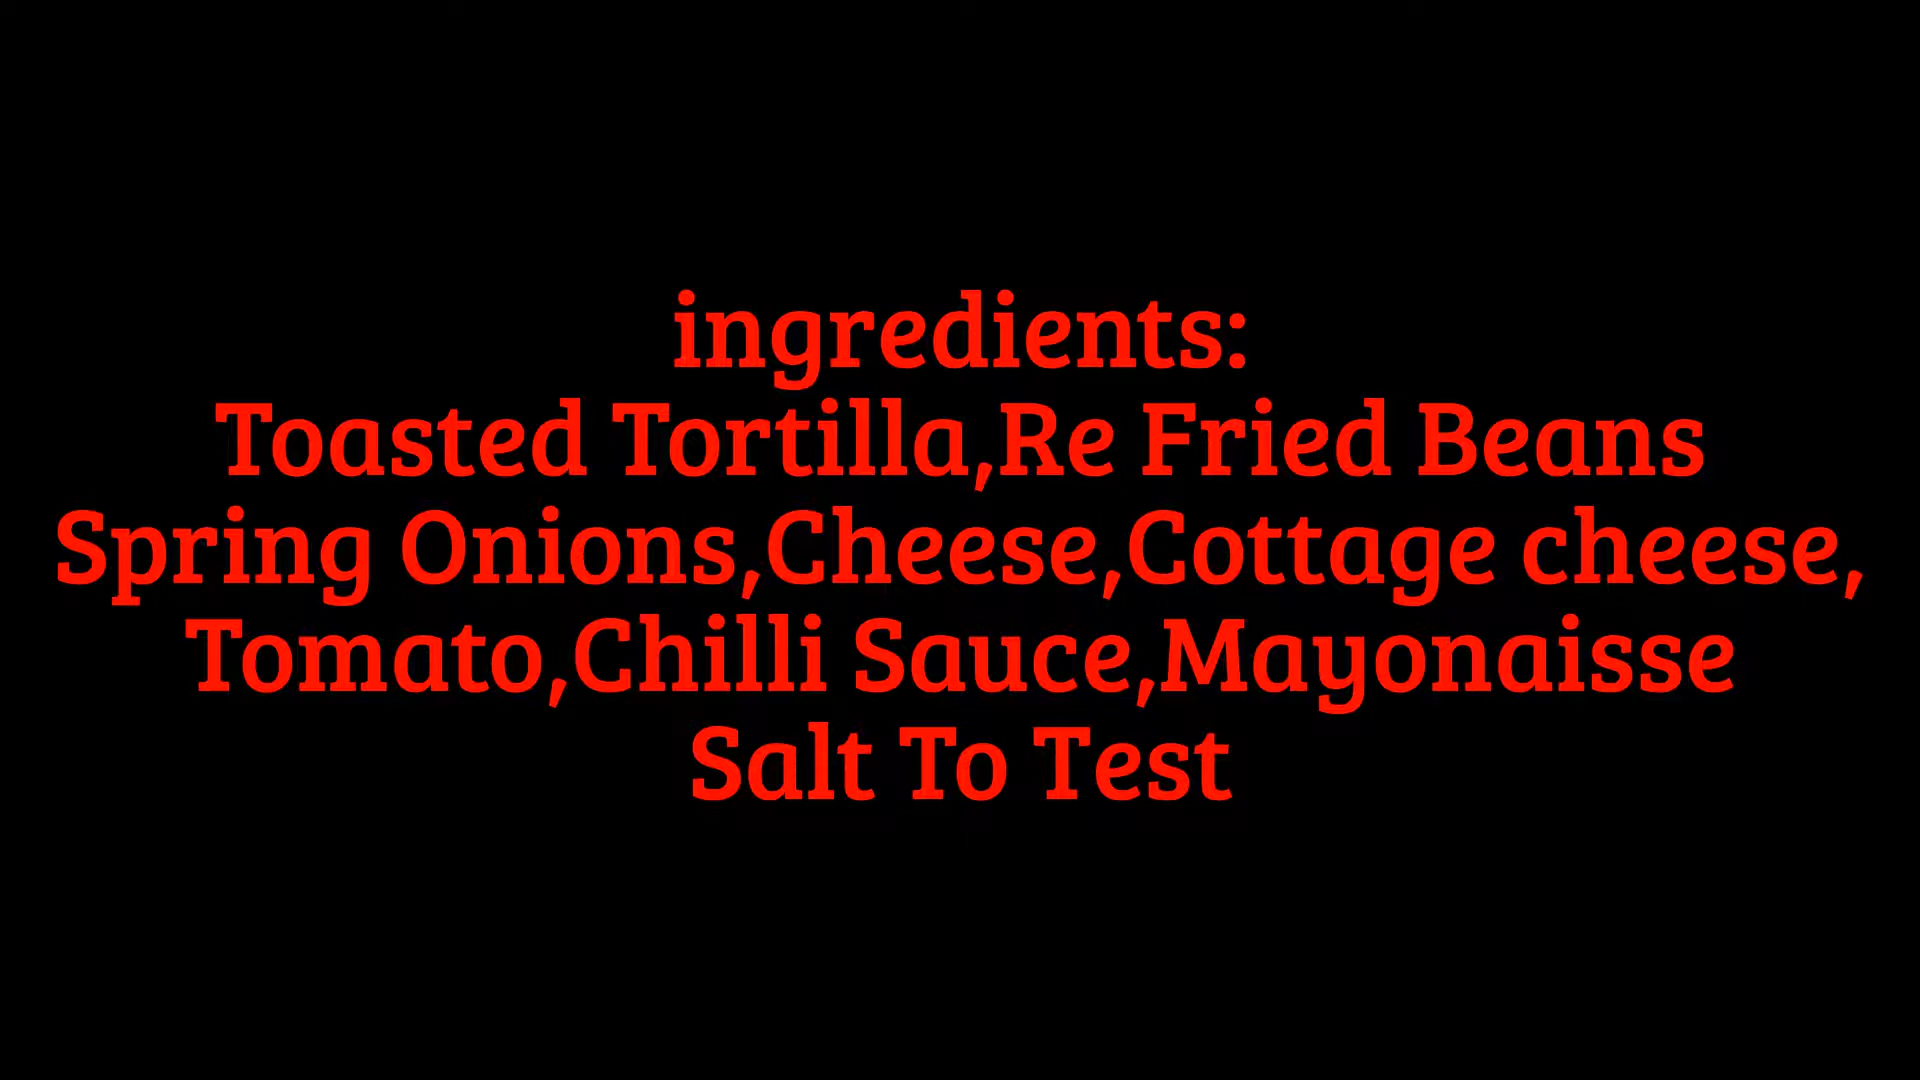 ingredients:
Toasted Tortilla,Re Fried Beans
Spring Onions,Cheese,Cottage cheese,
Tomato,Chilli Sauce,Mayonaisse
Salt To Test